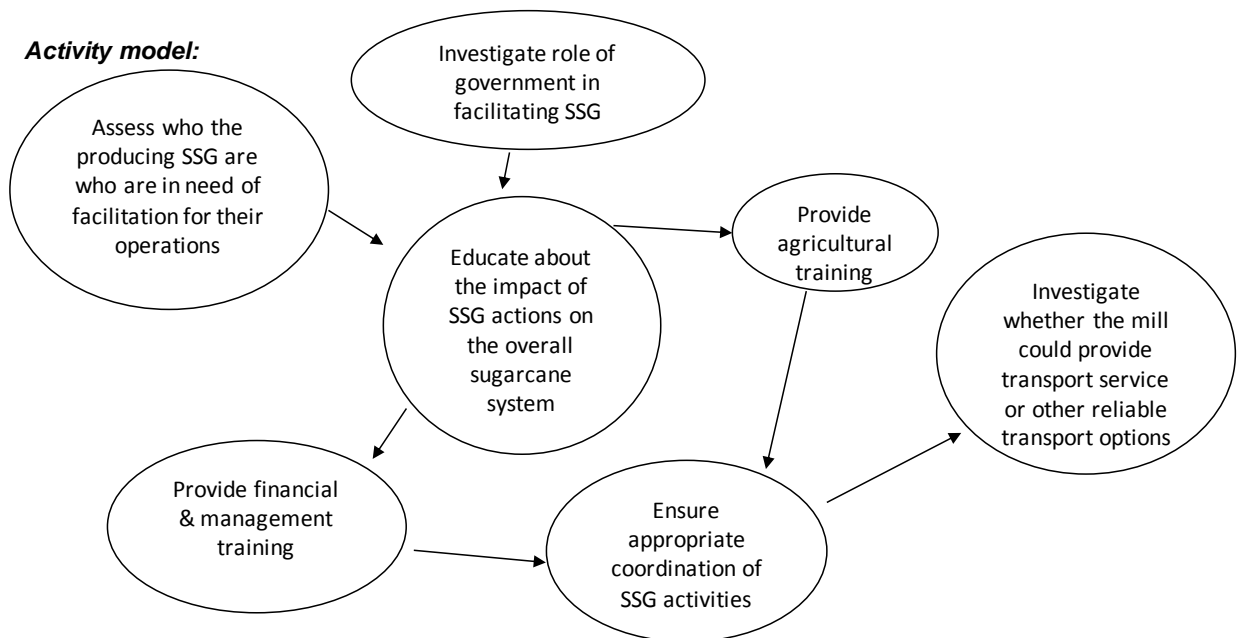 Activity model:
Investigate role of
government in
facilitating SSG
Assess who the
producing SSG are
who are in need of
facilitation for their
operations
Educate about
the impact of
SSG actions on
the overall
sugarcane
system
Provide
agricultural
training
Investigate
whether the mill
could provide
transport service
or other reliable
transport options
Provide financial
& management
training
Ensure
appropriate
coordination of
SSG activities